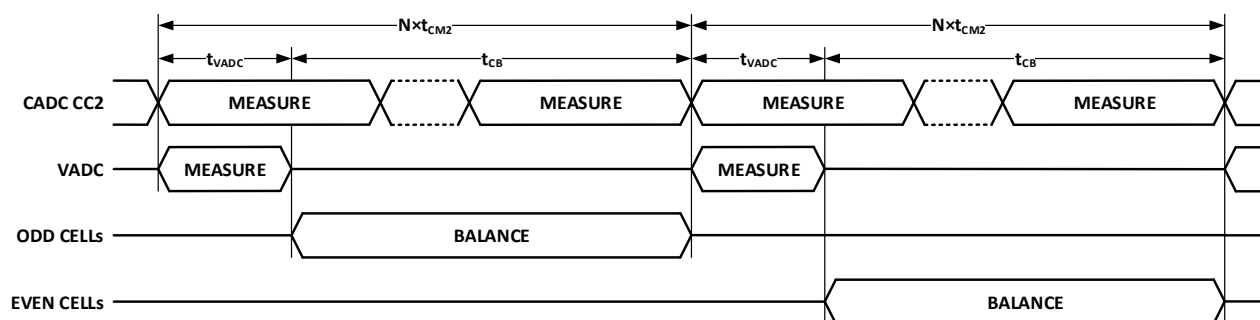 N×tCM2 N×tCM2
tVADC tCB tVADC tCB
CADC CC2 MEASURE MEASURE MEASURE MEASURE
VADC MEASURE MEASURE
ODD CELLs BALANCE
EVEN CELLs BALANCE